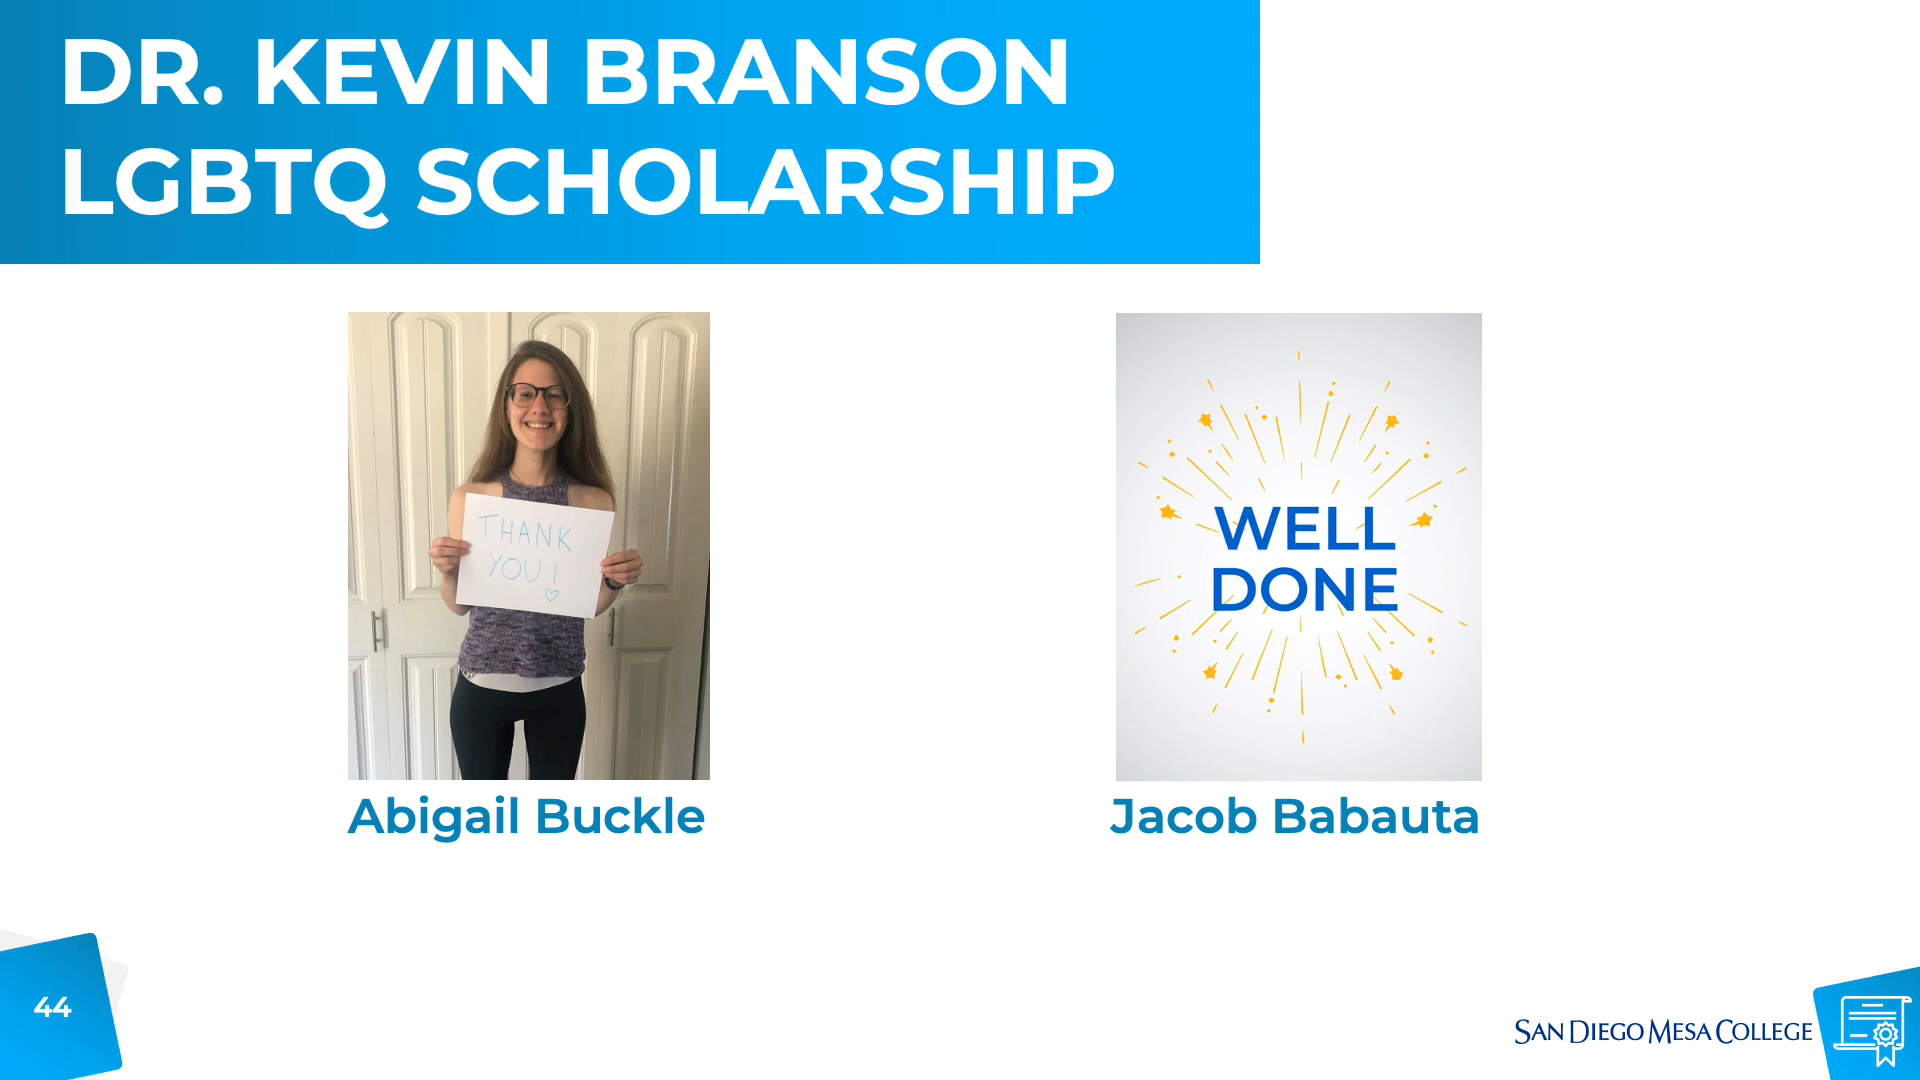 DR. KEVIN BRANSON
LGBTQ SCHOLARSHIP
THANK
YOU!
WELL
DONE
Abigail Buckle
Jacob Babauta
44
SAN DIEGO MESA COLLEGE